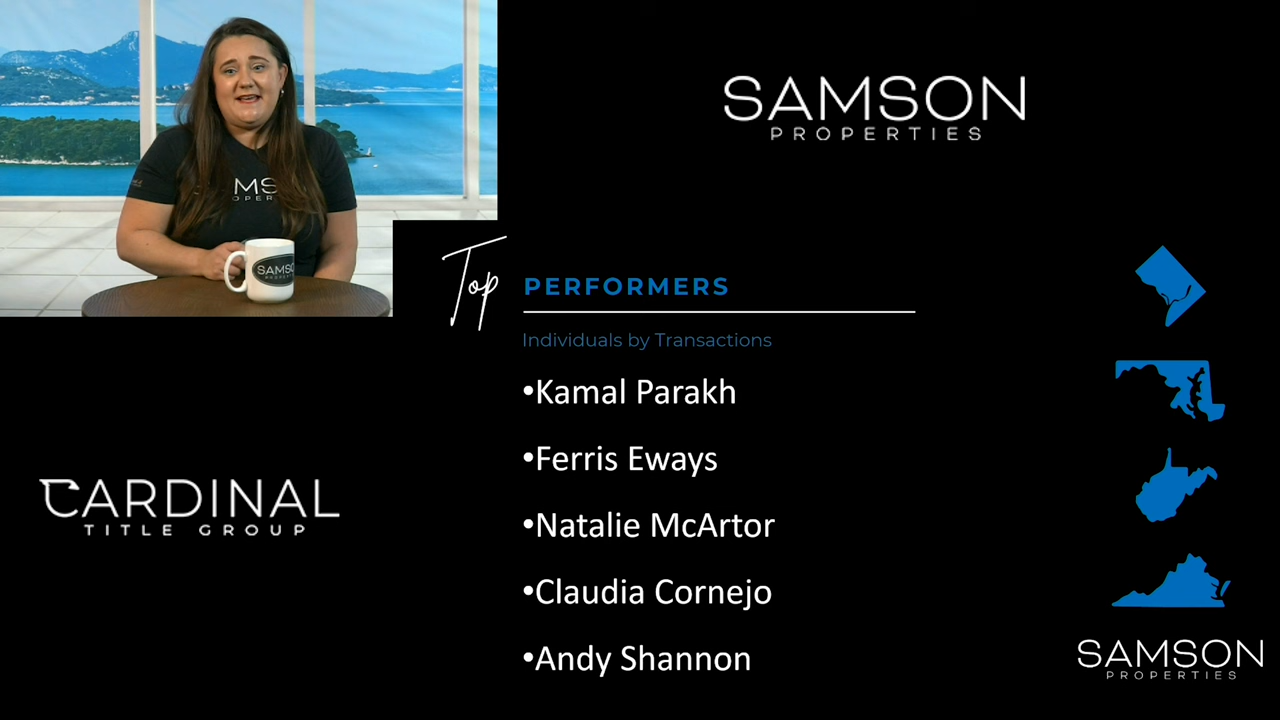 SAMSON
PROPERTIES
Top PERFORMERS
Individuals by Transactions
•Kamal Parakh
•Ferris Eways
•Natalie McArtor
•Claudia Cornejo
•Andy Shannon
CARDINAL
TITLE GROUP
SAMSON
PROPERTIES